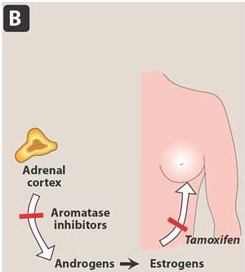 B
Adrenal
cortex
Aromatase
inhibitors
Tamoxifen
Androgens → Estrogens